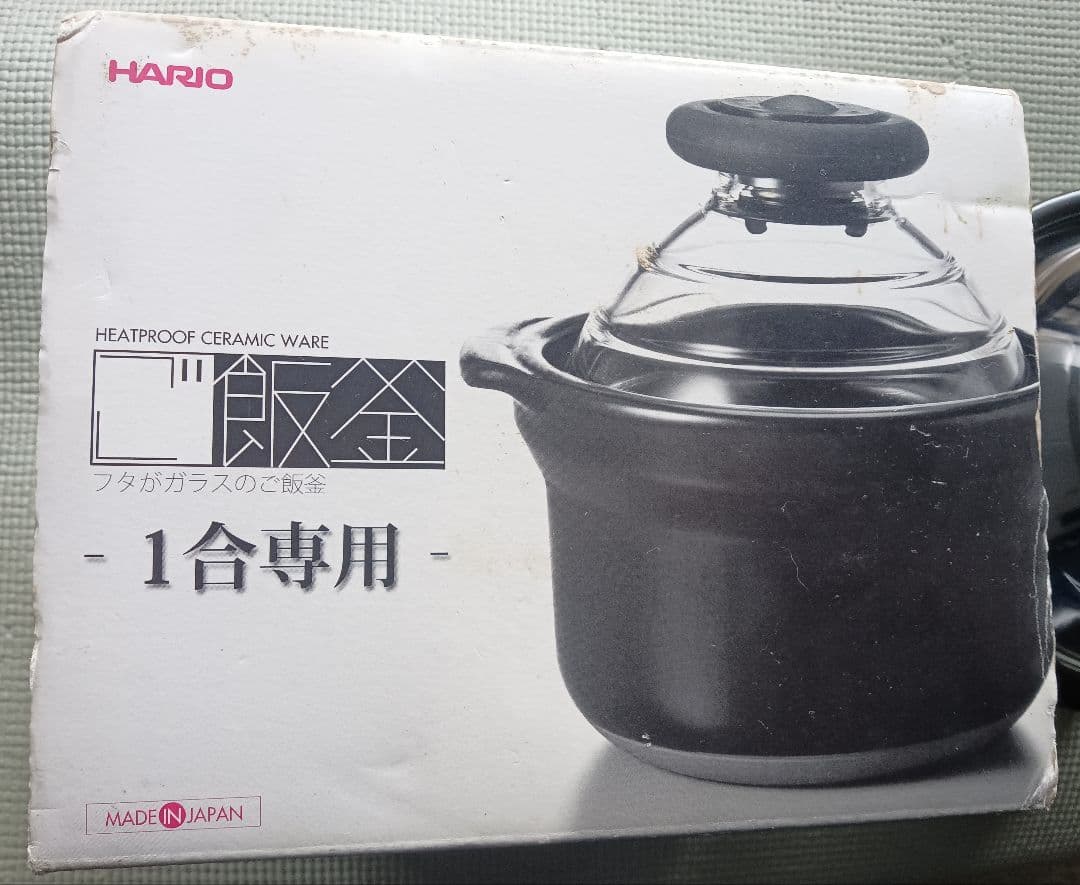 HARIO
HEATPROOF CERAMIC WARE
ご飯釜
フタがガラスのご飯釜
- 1合専用 -
MADE IN JAPAN